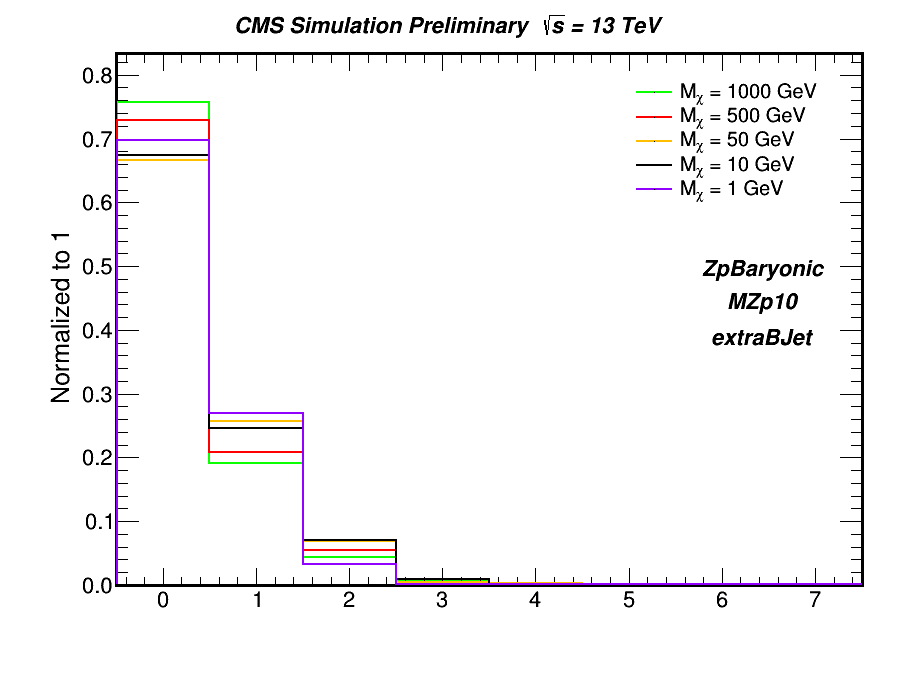 CMS Simulation Preliminary √s = 13 TeV
0.8
0.7
0.6
0.5
0.4
0.3
0.2
0.1
0.0
Normalized to 1
Mχ = 1000 GeV
Mχ = 500 GeV
Mχ = 50 GeV
Mχ = 10 GeV
Mχ = 1 GeV
ZpBaryonic
MZp10
extraBJet
0 1 2 3 4 5 6 7